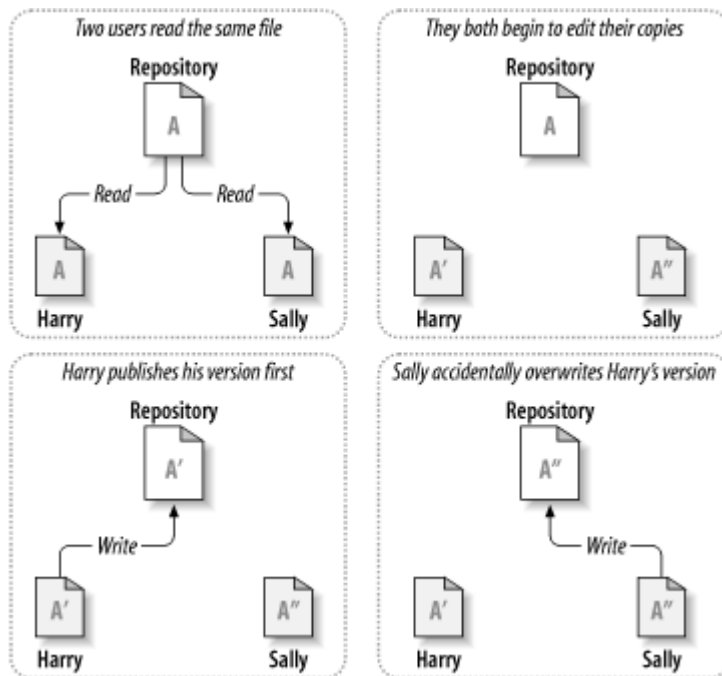 Two users read the same file
Repository
A
Read
Read
A
A
Harry
Sally
They both begin to edit their copies
Repository
A
A′
A″
Harry
Sally
Harry publishes his version first
Repository
A′
Write
A′
A″
Harry
Sally
Sally accidentally overwrites Harry's version
Repository
A″
Write
A′
A″
Harry
Sally